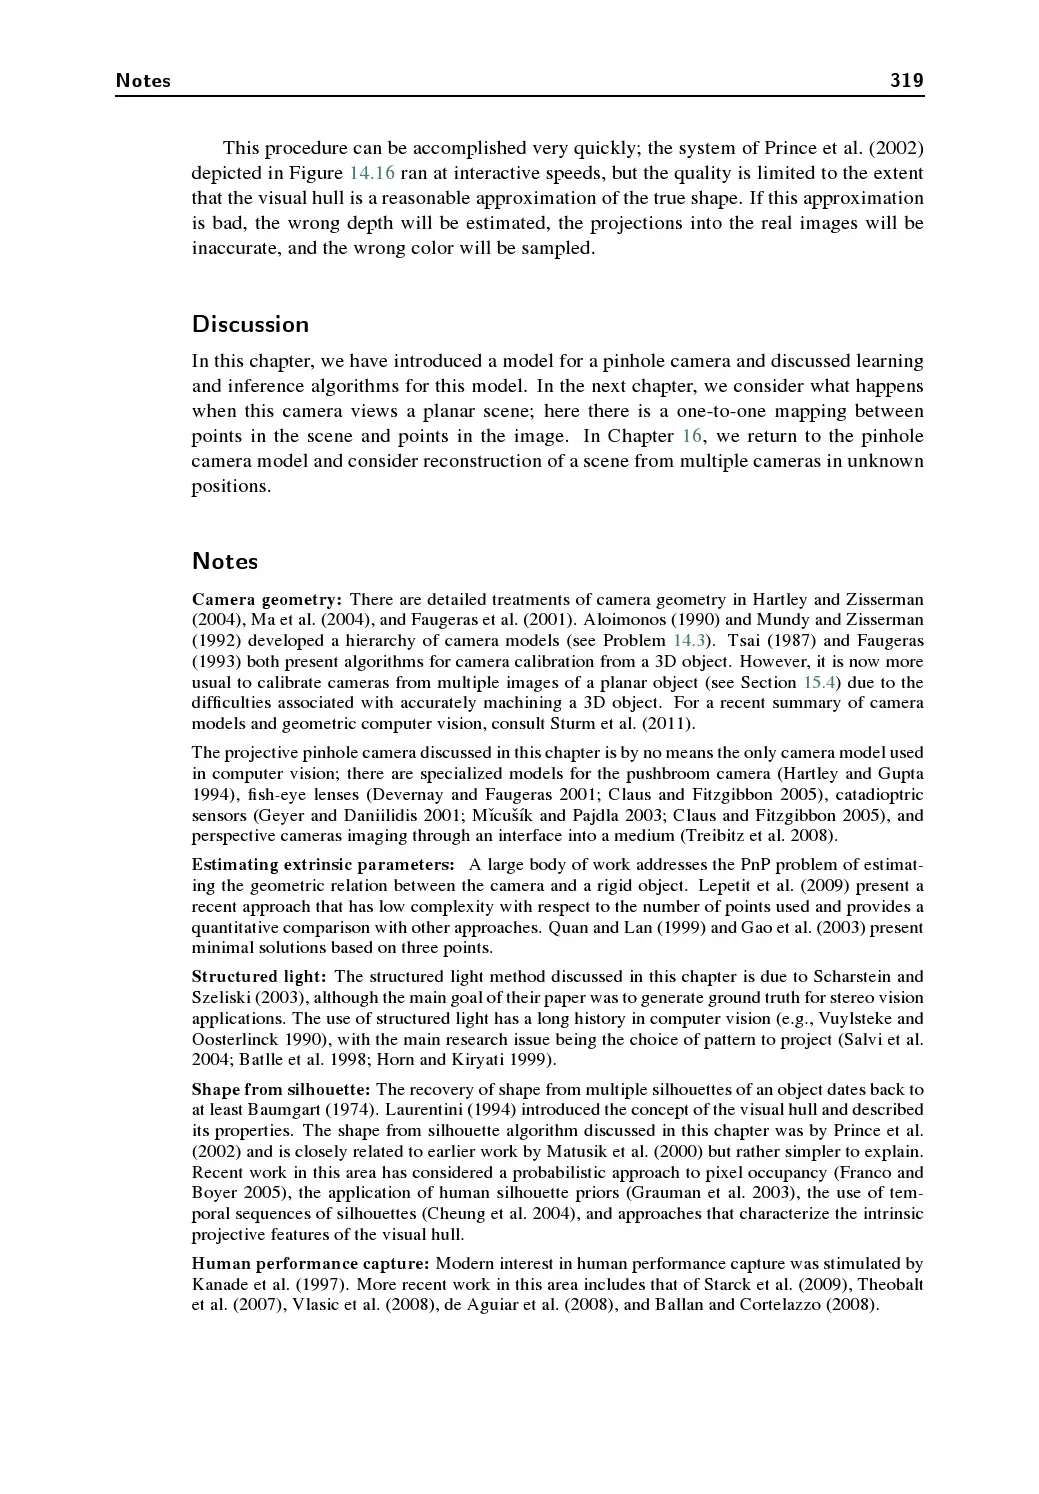 Notes 319
This procedure can be accomplished very quickly; the system of Prince et al. (2002)
depicted in Figure 14.16 ran at interactive speeds, but the quality is limited to the extent
that the visual hull is a reasonable approximation of the true shape. If this approximation
is bad, the wrong depth will be estimated, the projections into the real images will be
inaccurate, and the wrong color will be sampled.
Discussion
In this chapter, we have introduced a model for a pinhole camera and discussed learning
and inference algorithms for this model. In the next chapter, we consider what happens
when this camera views a planar scene; here there is a one-to-one mapping between
points in the scene and points in the image. In Chapter 16, we return to the pinhole
camera model and consider reconstruction of a scene from multiple cameras in unknown
positions.
Notes
Camera geometry: There are detailed treatments of camera geometry in Hartley and Zisserman
(2004), Ma et al. (2004), and Faugeras et al. (2001). Aloimonos (1990) and Mundy and Zisserman
(1992) developed a hierarchy of camera models (see Problem 14.3). Tsai (1987) and Faugeras
(1993) both present algorithms for camera calibration from a 3D object. However, it is now more
usual to calibrate cameras from multiple images of a planar object (see Section 15.4) due to the
difficulties associated with accurately machining a 3D object. For a recent summary of camera
models and geometric computer vision, consult Sturm et al. (2011).
The projective pinhole camera discussed in this chapter is by no means the only camera model used
in computer vision; there are specialized models for the pushbroom camera (Hartley and Gupta
1994), fish-eye lenses (Devernay and Faugeras 2001; Claus and Fitzgibbon 2005), catadioptric
sensors (Geyer and Daniilidis 2001; Mĭcušík and Pajdla 2003; Claus and Fitzgibbon 2005), and
perspective cameras imaging through an interface into a medium (Treibitz et al. 2008).
Estimating extrinsic parameters: A large body of work addresses the PnP problem of estimat-
ing the geometric relation between the camera and a rigid object. Lepetit et al. (2009) present a
recent approach that has low complexity with respect to the number of points used and provides a
quantitative comparison with other approaches. Quan and Lan (1999) and Gao et al. (2003) present
minimal solutions based on three points.
Structured light: The structured light method discussed in this chapter is due to Scharstein and
Szeliski (2003), although the main goal of their paper was to generate ground truth for stereo vision
applications. The use of structured light has a long history in computer vision (e.g., Vuylsteke and
Oosterlinck 1990), with the main research issue being the choice of pattern to project (Salvi et al.
2004; Batlle et al. 1998; Horn and Kiryati 1999).
Shape from silhouette: The recovery of shape from multiple silhouettes of an object dates back to
at least Baumgart (1974). Laurentini (1994) introduced the concept of the visual hull and described
its properties. The shape from silhouette algorithm discussed in this chapter was by Prince et al.
(2002) and is closely related to earlier work by Matusik et al. (2000) but rather simpler to explain.
Recent work in this area has considered a probabilistic approach to pixel occupancy (Franco and
Boyer 2005), the application of human silhouette priors (Grauman et al. 2003), the use of tem-
poral sequences of silhouettes (Cheung et al. 2004), and approaches that characterize the intrinsic
projective features of the visual hull.
Human performance capture: Modern interest in human performance capture was stimulated by
Kanade et al. (1997). More recent work in this area includes that of Starck et al. (2009), Theobalt
et al. (2007), Vlasic et al. (2008), de Aguiar et al. (2008), and Ballan and Cortelazzo (2008).